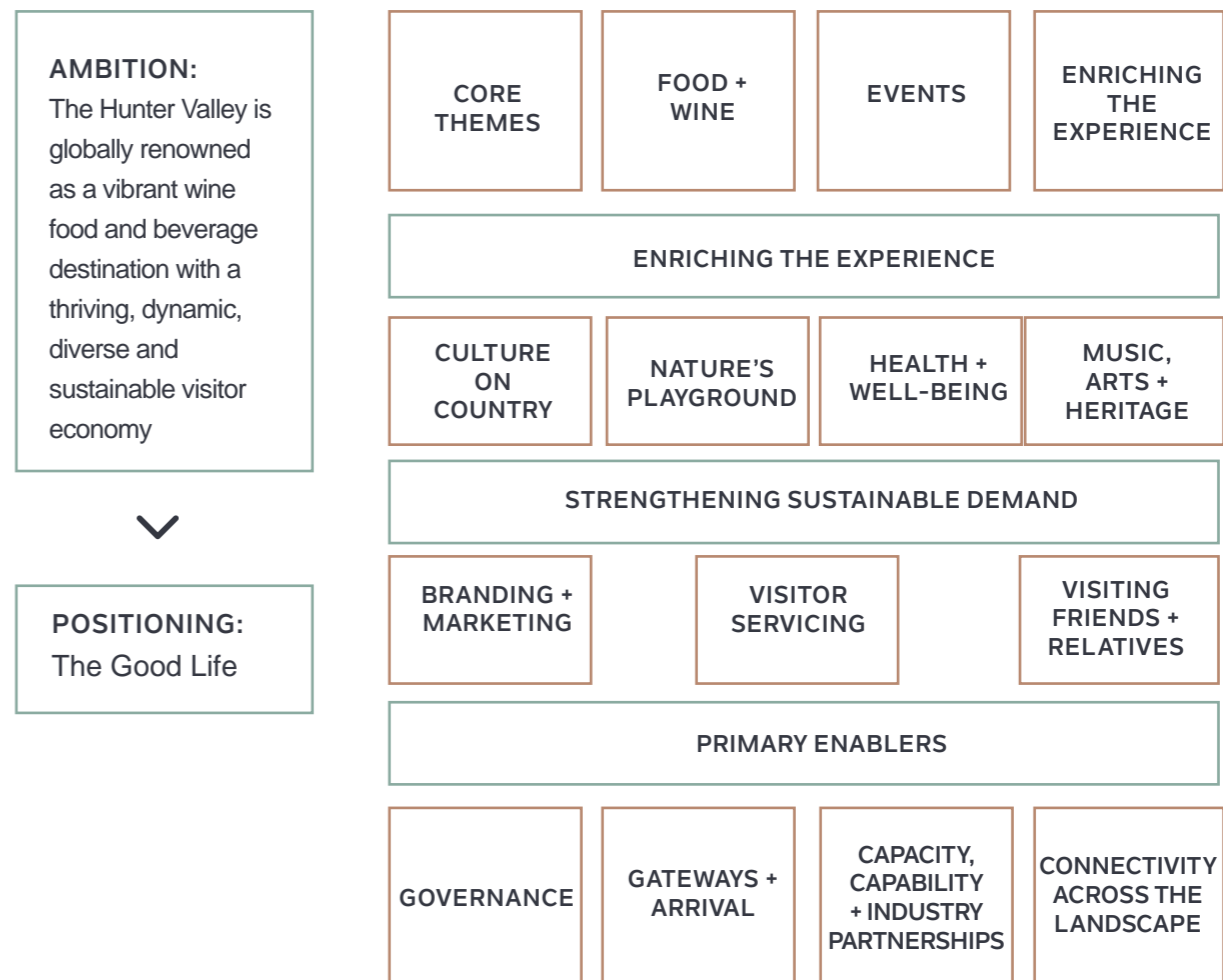 AMBITION:
The Hunter Valley is
globally renowned
as a vibrant wine
food and beverage
destination with a
thriving, dynamic,
diverse and
sustainable visitor
economy
POSITIONING:
The Good Life
CORE
THEMES
FOOD +
WINE
EVENTS
ENRICHING
THE
EXPERIENCE
ENRICHING THE EXPERIENCE
CULTURE
ON
COUNTRY
NATURE’S
PLAYGROUND
HEALTH +
WELL-BEING
MUSIC,
ARTS +
HERITAGE
STRENGTHENING SUSTAINABLE DEMAND
BRANDING +
MARKETING
VISITOR
SERVICING
VISITING
FRIENDS +
RELATIVES
PRIMARY ENABLERS
GOVERNANCE
GATEWAYS +
ARRIVAL
CAPACITY,
CAPABILITY
+ INDUSTRY
PARTNERSHIPS
CONNECTIVITY
ACROSS THE
LANDSCAPE